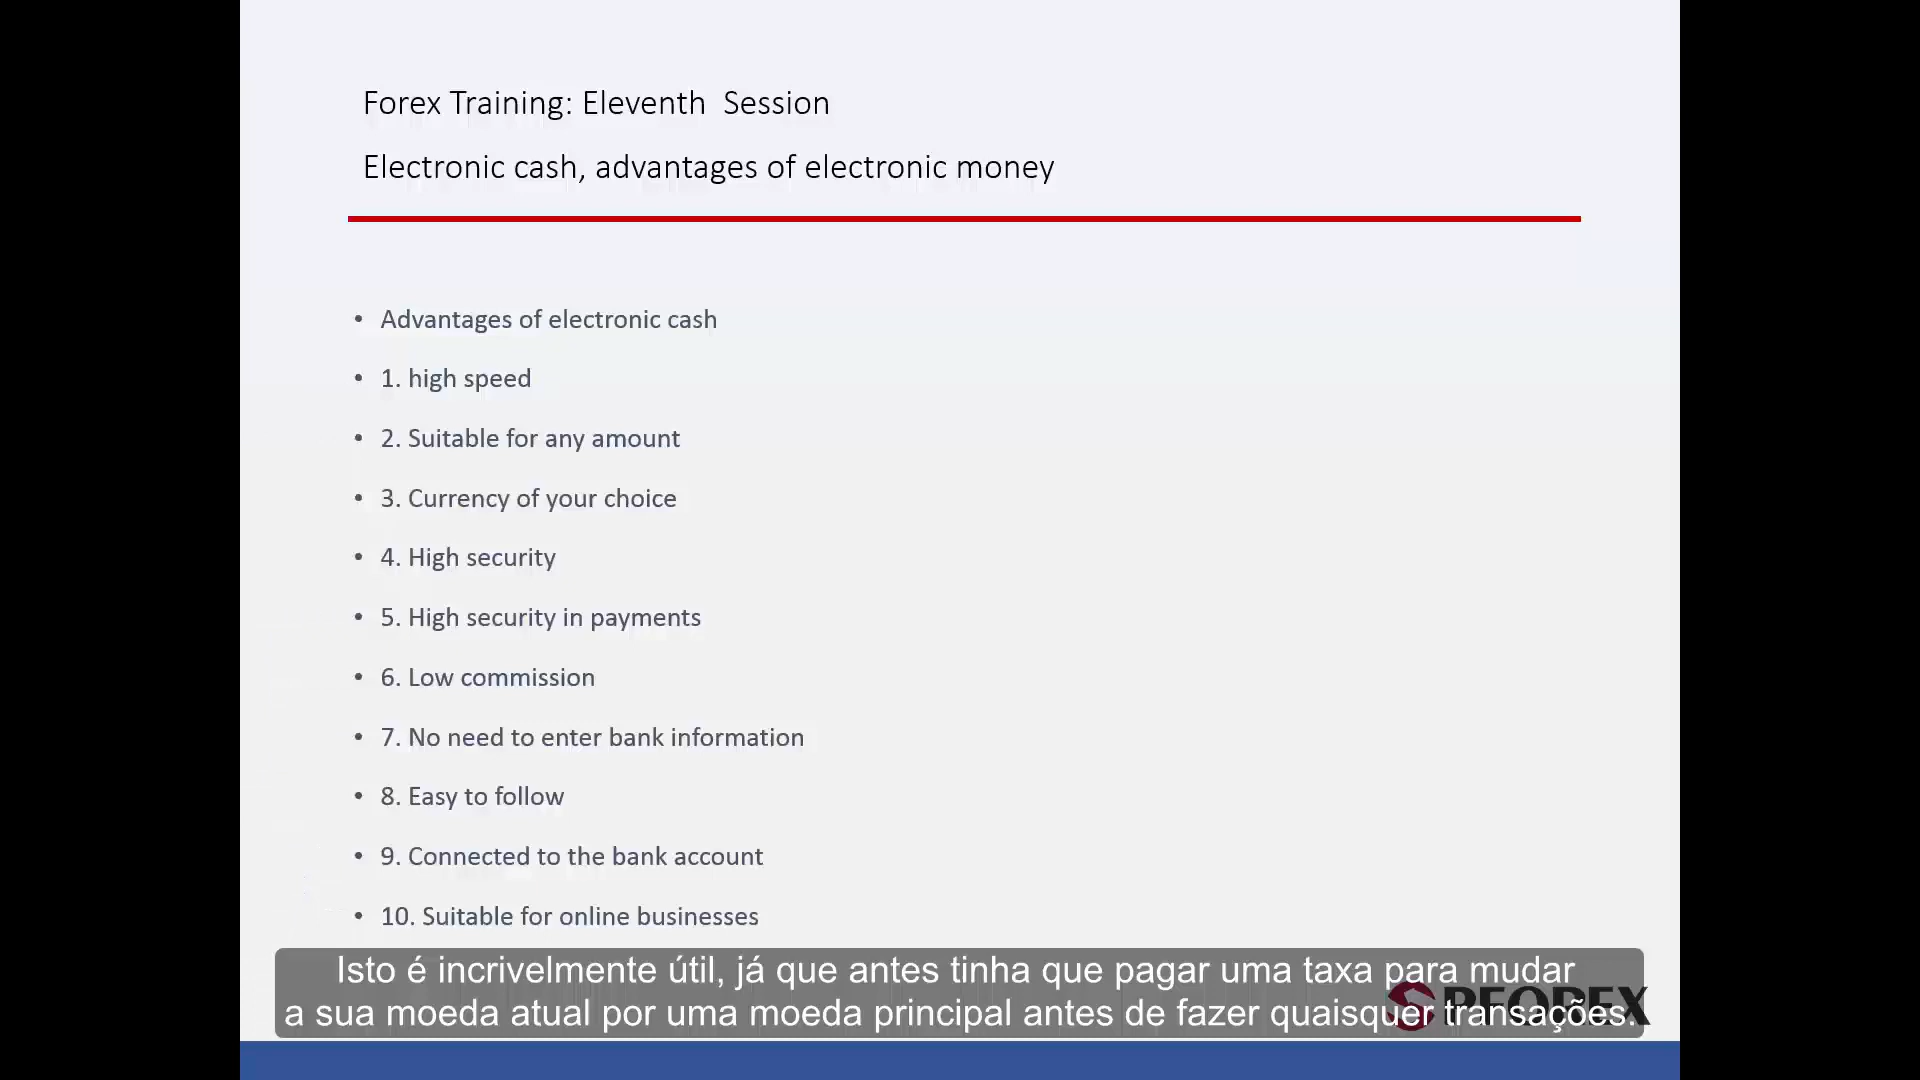 Forex Training: Eleventh Session
Electronic cash, advantages of electronic money
• Advantages of electronic cash
• 1. high speed
• 2. Suitable for any amount
• 3. Currency of your choice
• 4. High security
• 5. High security in payments
• 6. Low commission
• 7. No need to enter bank information
• 8. Easy to follow
• 9. Connected to the bank account
• 10. Suitable for online businesses
Isto é incrivelmente útil, já que antes tinha que pagar uma taxa para mudar
a sua moeda atual por uma moeda principal antes de fazer quaisquer transações.